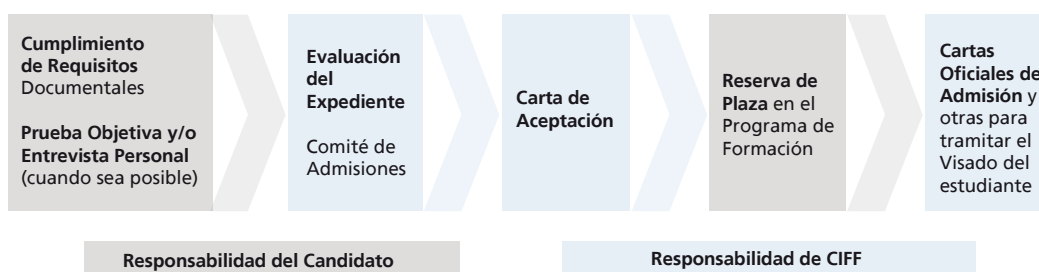 Cumplimiento
de Requisitos
Documentales
Prueba Objetiva y/o
Entrevista Personal
(cuando sea posible)
Evaluación
del
Expediente
Comité de
Admisiones
Carta de
Aceptación
Reserva de
Plaza en el
Programa de
Formación
Cartas
Oficiales de
Admisión y
otras para
tramitar el
Visado del
estudiante
Responsabilidad del Candidato
Responsabilidad de CIFF